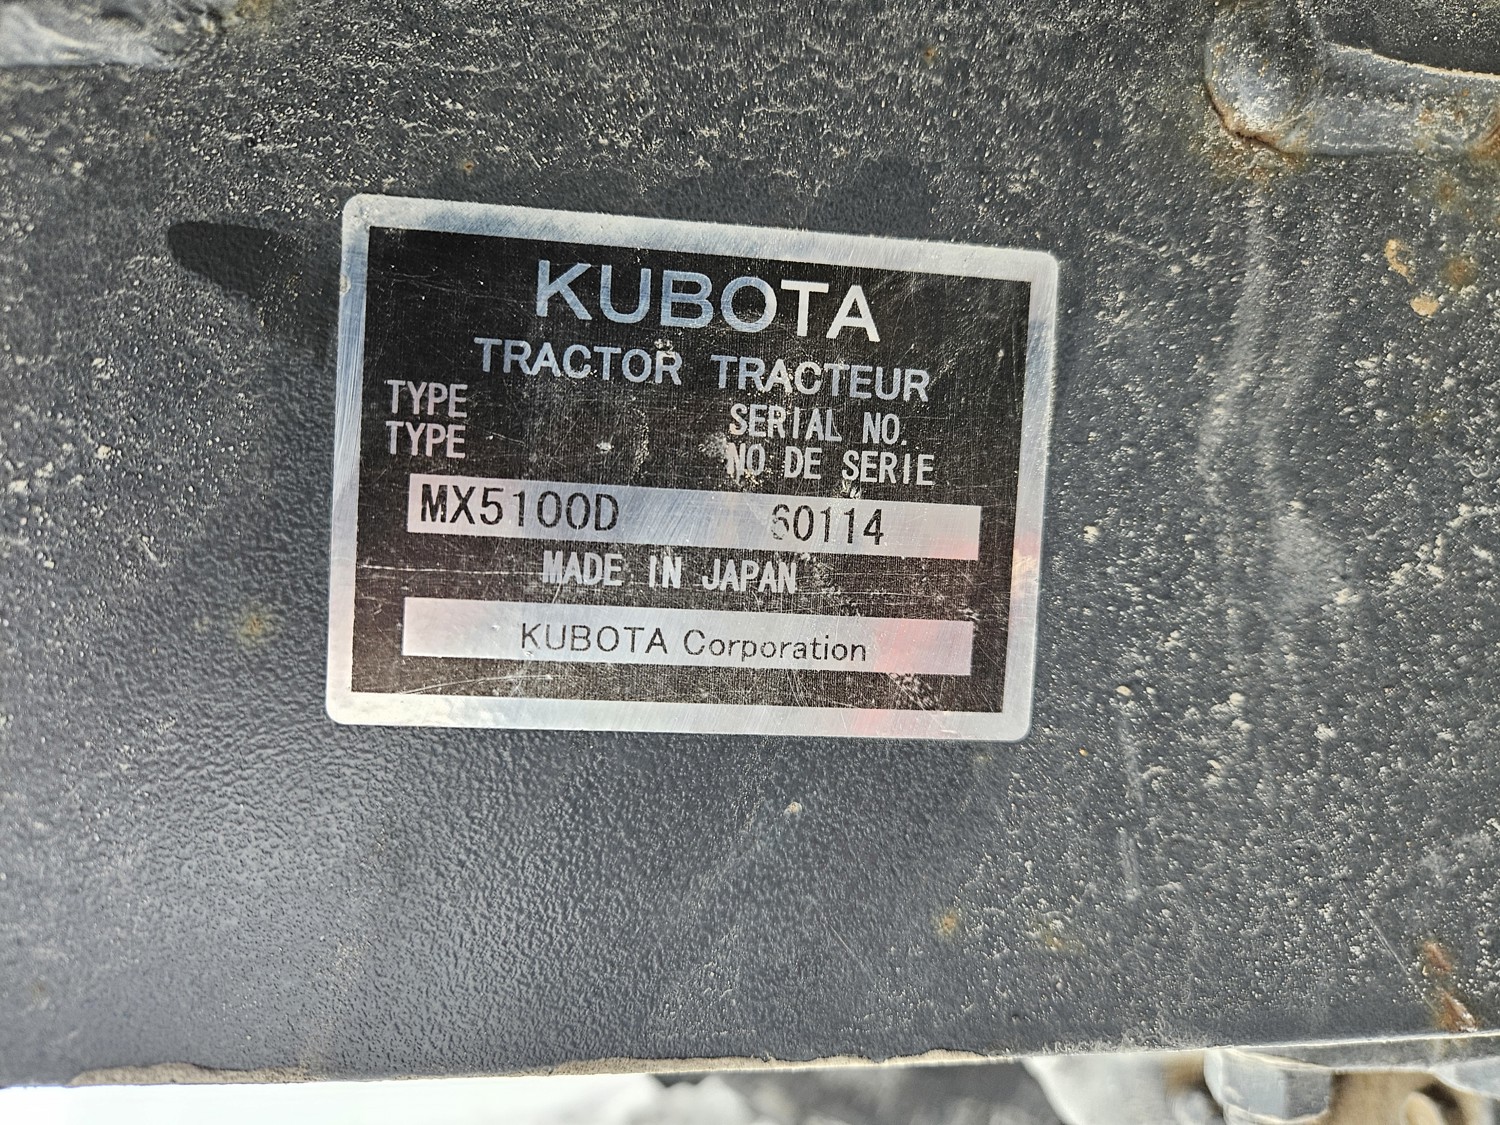 KUBOTA
TRACTOR TRACTEUR
TYPE SERIAL NO.
TYPE NO DE SERIE
MX5100D 60114
MADE IN JAPAN
KUBOTA Corporation